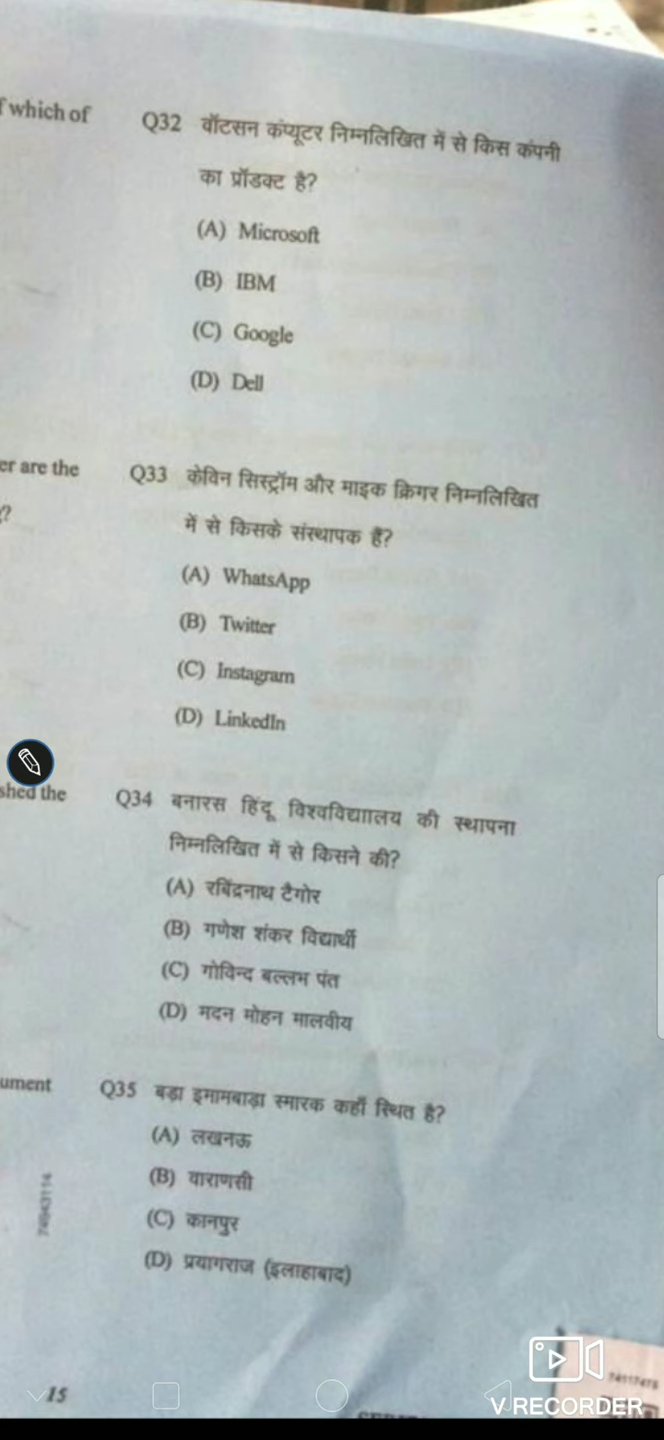 f which of
Q32 वॉटसन कंप्यूटर निम्नलिखित में से किस कंपनी
का प्रॉडक्ट है?
(A) Microsoft
(B) IBM
(C) Google
(D) Dell
er are the
Q33 केविन सिस्ट्रॉम और माइक क्रिगर निम्नलिखित
?
में से किसके संस्थापक हैं?
(A) WhatsApp
(B) Twitter
(C) Instagram
(D) LinkedIn
shed the
Q34 बनारस हिंदू विश्वविद्याालय की स्थापना
निम्नलिखित में से किसने की?
(A) रबिंद्रनाथ टैगोर
(B) गणेश शंकर विद्यार्थी
(C) गोविन्द बल्लभ पंत
(D) मदन मोहन मालवीय
ument
Q35 बड़ा इमामबाड़ा स्मारक कहाँ स्थित है?
(A) लखनऊ
(B) वाराणसी
(C) कानपुर
(D) प्रयागराज (इलाहाबाद)
74943114
15
V RECORDER